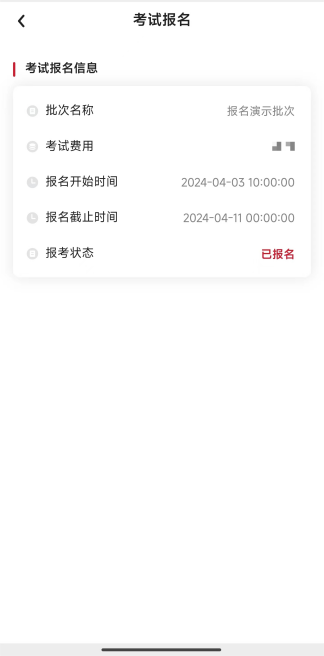 考试报名
考试报名信息
批次名称 报名演示批次
考试费用
报名开始时间 2024-04-03 10:00:00
报名截止时间 2024-04-11 00:00:00
报考状态 已报名